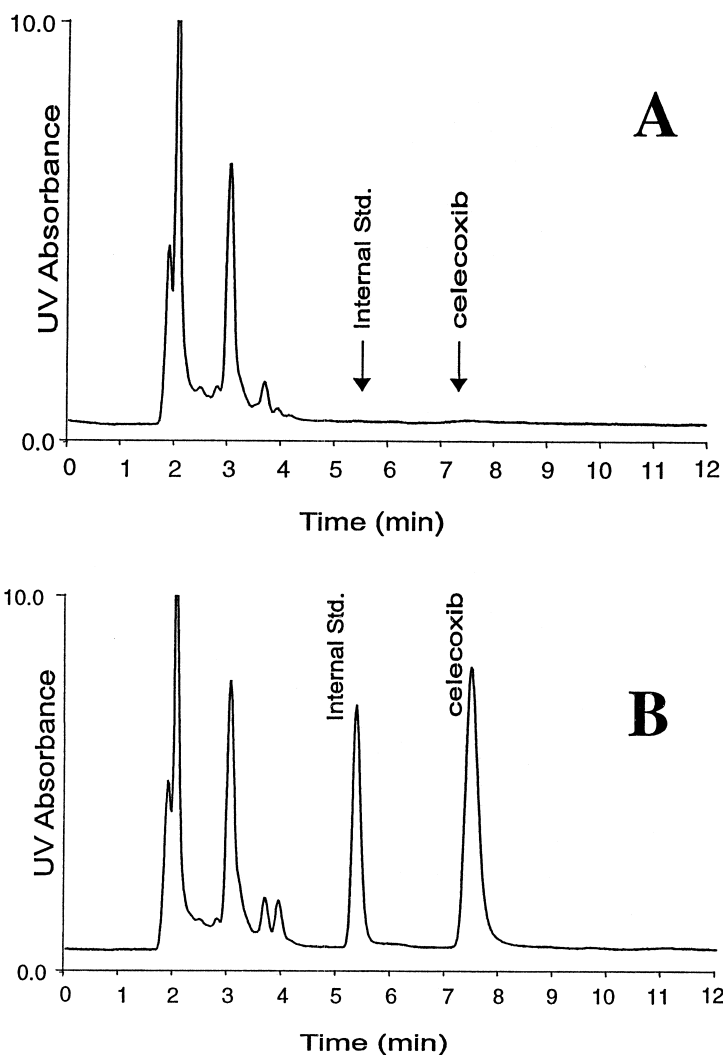 10.0
A
UV Absorbance
Internal Std.
celecoxib
0.0
0 1 2 3 4 5 6 7 8 9 10 11 12
Time (min)
10.0
Internal Std.
celecoxib
B
UV Absorbance
0.0
0 1 2 3 4 5 6 7 8 9 10 11 12
Time (min)